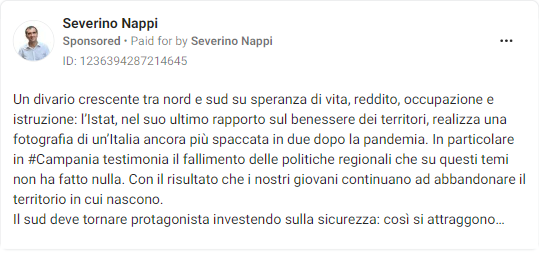 Severino Nappi
Sponsored • Paid for by Severino Nappi
ID: 1236394287214645
Un divario crescente tra nord e sud su speranza di vita, reddito, occupazione e
istruzione: l'Istat, nel suo ultimo rapporto sul benessere dei territori, realizza una
fotografia di un'Italia ancora più spaccata in due dopo la pandemia. In particolare
in #Campania testimonia il fallimento delle politiche regionali che su questi temi
non ha fatto nulla. Con il risultato che i nostri giovani continuano ad abbandonare il
territorio in cui nascono.
Il sud deve tornare protagonista investendo sulla sicurezza: così si attraggono...